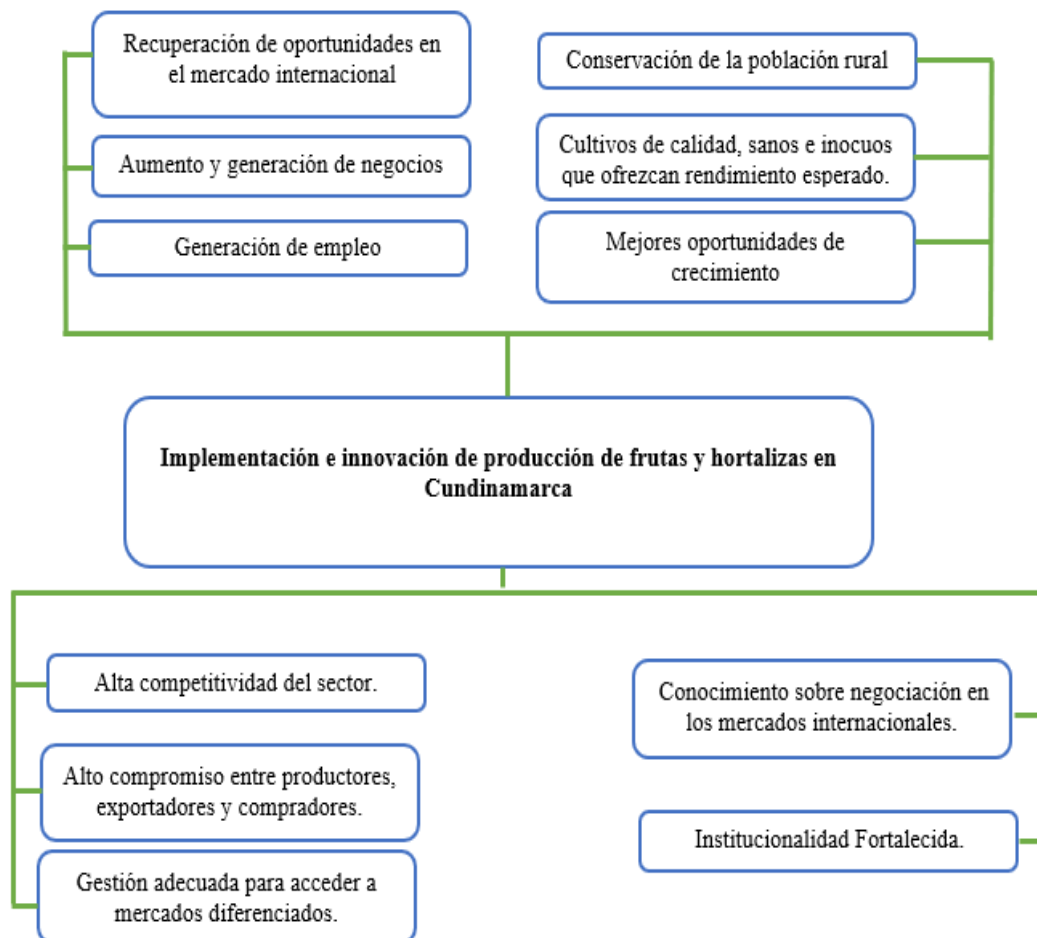 Recuperación de oportunidades en
el mercado internacional
Aumento y generación de negocios
Generación de empleo
Conservación de la población rural
Cultivos de calidad, sanos e inocuos
que ofrezcan rendimiento esperado.
Mejores oportunidades de
crecimiento
Implementación e innovación de producción de frutas y hortalizas en
Cundinamarca
Alta competitividad del sector.
Alto compromiso entre productores,
exportadores y compradores.
Gestión adecuada para acceder a
mercados diferenciados.
Conocimiento sobre negociación en
los mercados internacionales.
Institucionalidad Fortalecida.